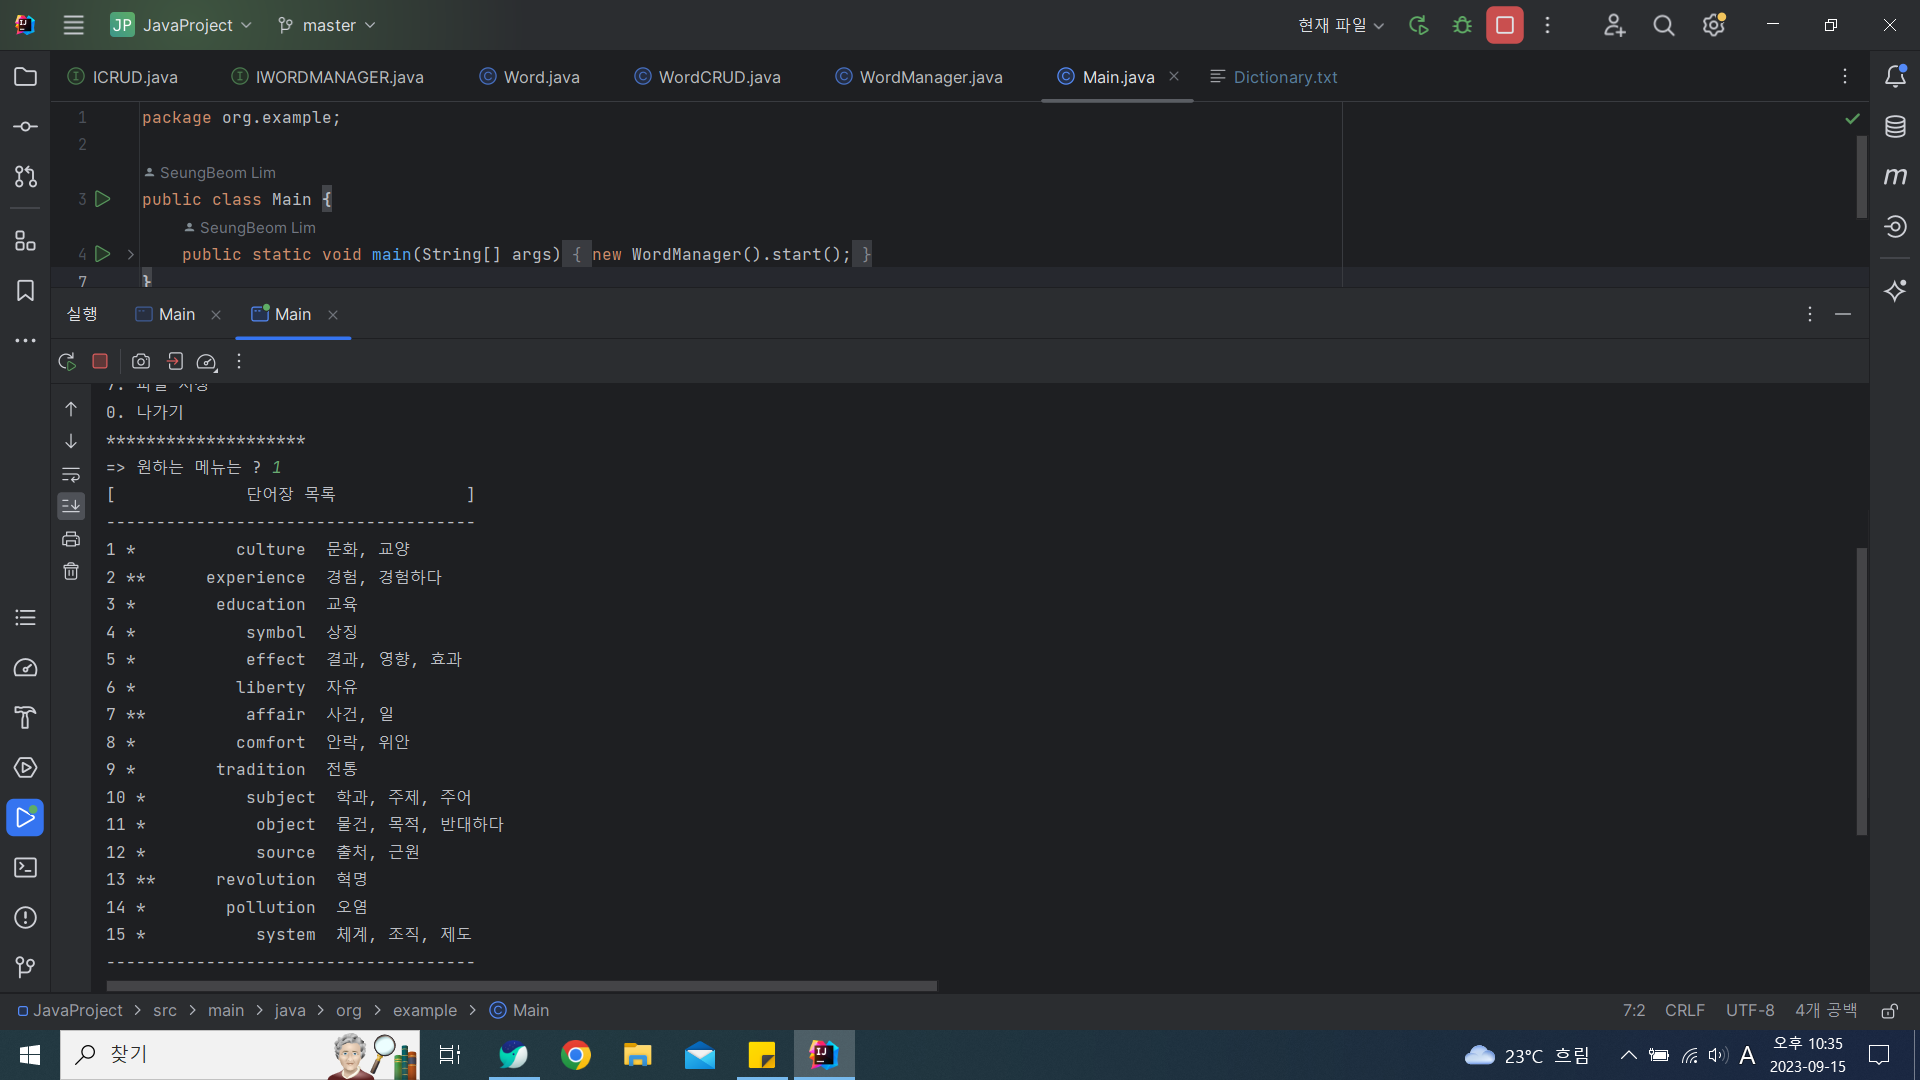 JP JavaProject master 현재 파일
ICRUD.java IWORDMANAGER.java Word.java WordCRUD.java WordManager.java Main.java Dictionary.txt
1 package org.example;
2
SeungBeom Lim
3 public class Main {
SeungBeom Lim
4 public static void main(String[] args) { new WordManager().start(); }
7 }
실행 Main Main
7. 파일 저장
0. 나가기
********************
=> 원하는 메뉴는 ? 1
[ 단어장 목록 ]
-------------------------------------
1 * culture 문화, 교양
2 ** experience 경험, 경험하다
3 * education 교육
4 * symbol 상징
5 * effect 결과, 영향, 효과
6 * liberty 자유
7 ** affair 사건, 일
8 * comfort 안락, 위안
9 * tradition 전통
10 * subject 학과, 주제, 주어
11 * object 물건, 목적, 반대하다
12 * source 출처, 근원
13 ** revolution 혁명
14 * pollution 오염
15 * system 체계, 조직, 제도
-------------------------------------
JavaProject > src > main > java > org > example > Main 7:2 CRLF UTF-8 4개 공백
찾기 23°C 흐림 A 오후 10:35
2023-09-15